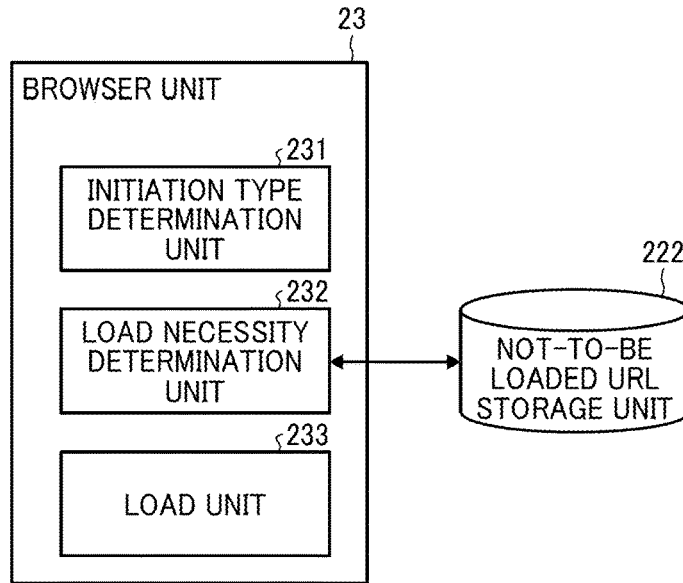 23
BROWSER UNIT
231
INITIATION TYPE
DETERMINATION
UNIT
232
LOAD NECESSITY
DETERMINATION
UNIT
222
NOT-TO-BE
LOADED URL
STORAGE UNIT
233
LOAD UNIT